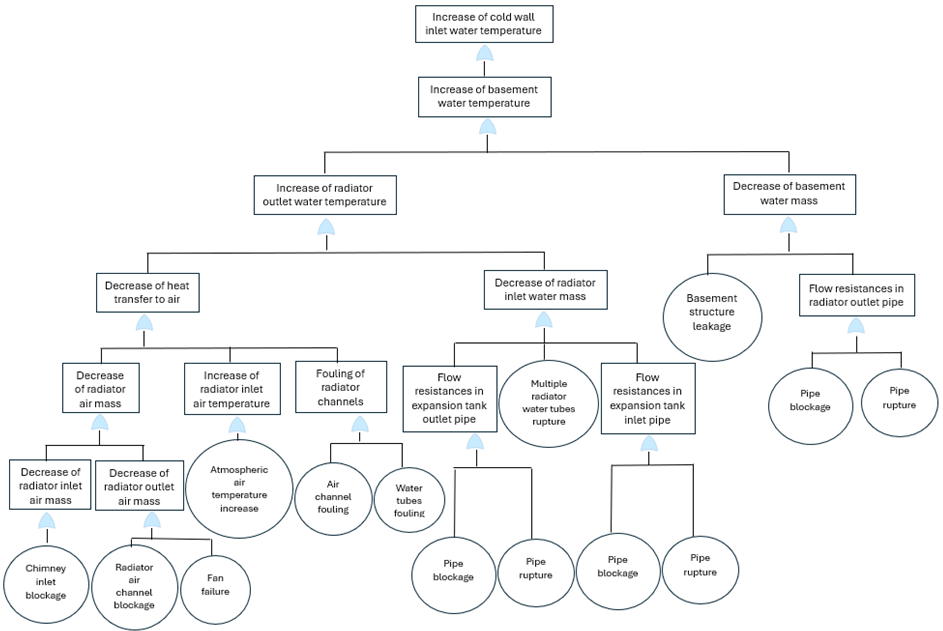 Increase of cold wall
inlet water temperature
Increase of basement
water temperature
Increase of radiator
outlet water temperature
Decrease of basement
water mass
Decrease of heat
transfer to air
Decrease of radiator
inlet water mass
Basement
structure
leakage
Flow resistances in
radiator outlet pipe
Decrease
of radiator
air mass
Increase of
radiator inlet
air temperature
Fouling of
radiator
channels
Flow
resistances in
expansion tank
outlet pipe
Multiple
radiator
water tubes
rupture
Flow
resistances in
expansion tank
inlet pipe
Pipe
blockage
Pipe
rupture
Decrease of
radiator inlet
air mass
Decrease of
radiator outlet
air mass
Atmospheric
air
temperature
increase
Air
channel
fouling
Water
tubes
fouling
Chimney
inlet
blockage
Radiator
air
channel
blockage
Fan
failure
Pipe
blockage
Pipe
rupture
Pipe
blockage
Pipe
rupture